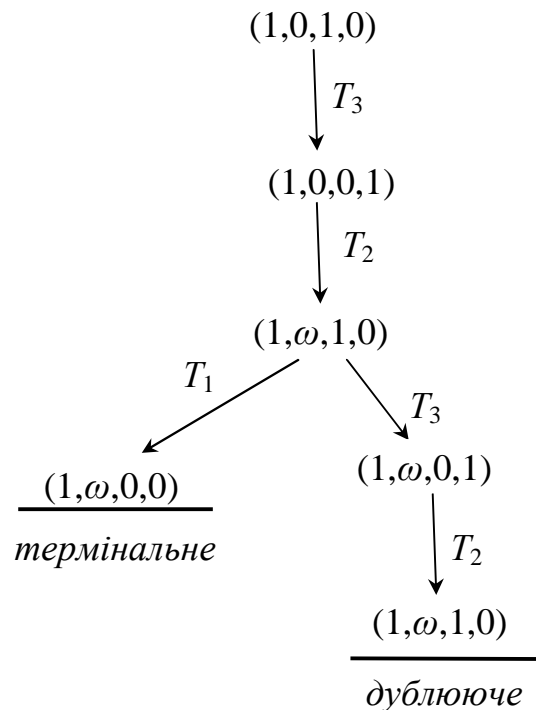 (1,0,1,0)
T₃
(1,0,0,1)
T₂
(1,ω,1,0)
T₁
T₃
(1,ω,0,0)
(1,ω,0,1)
термінальне
T₂
(1,ω,1,0)
дублююче